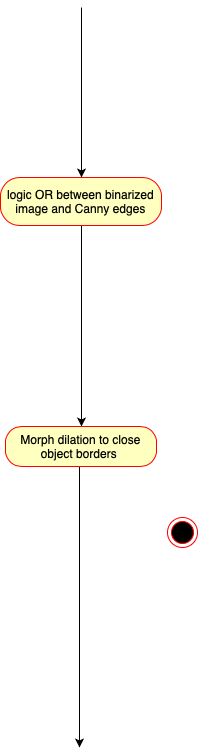 logic OR between binarized
image and Canny edges
Morph dilation to close
object borders